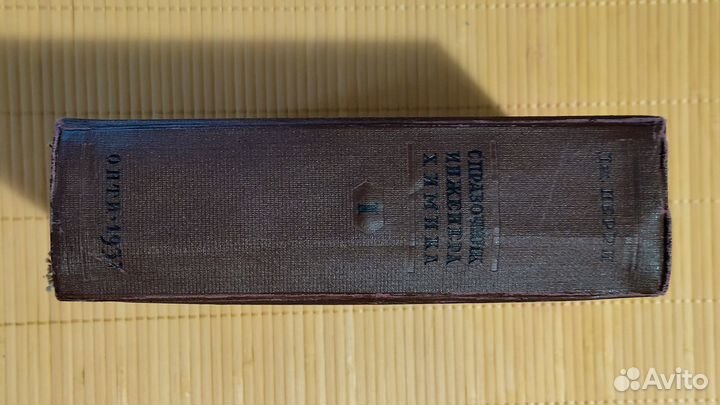 ДЖ. ПЕРРИ
СПРАВОЧНИК
ИНЖЕНЕРА
ХИМИКА
I
ОНТИ · 1937
Avito